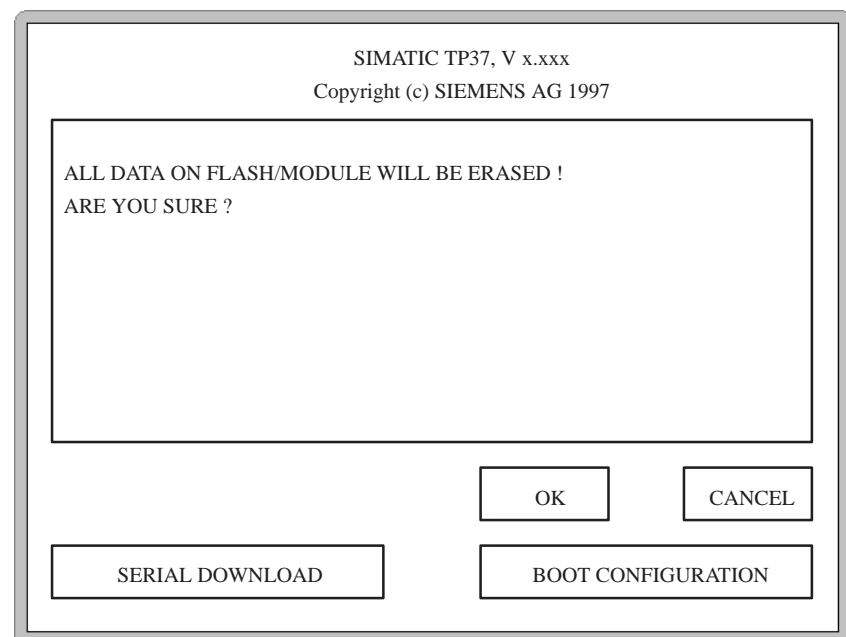 SIMATIC TP37, V x.xxx
Copyright (c) SIEMENS AG 1997
ALL DATA ON FLASH/MODULE WILL BE ERASED !
ARE YOU SURE ?
OK
CANCEL
SERIAL DOWNLOAD
BOOT CONFIGURATION